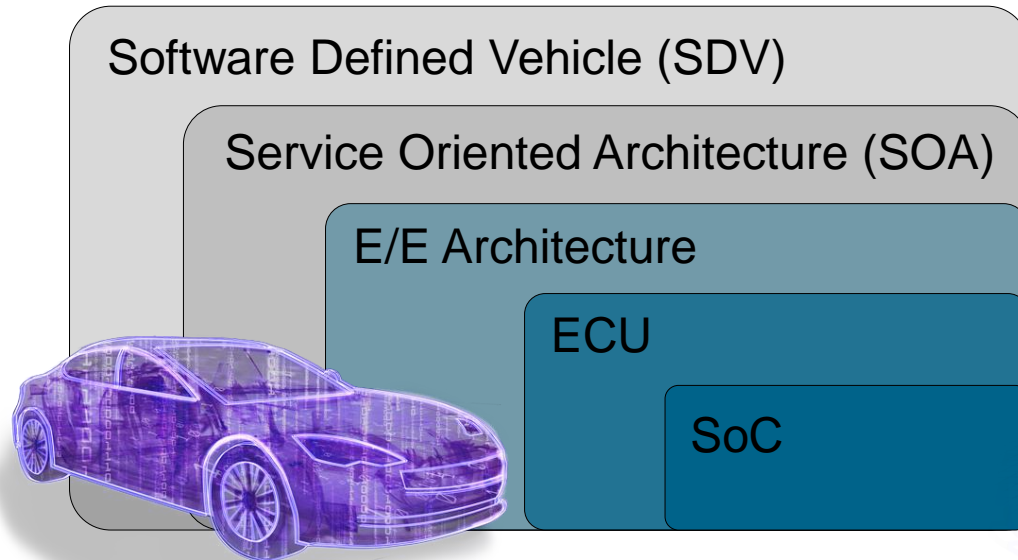 Software Defined Vehicle (SDV)
Service Oriented Architecture (SOA)
E/E Architecture
ECU
SoC